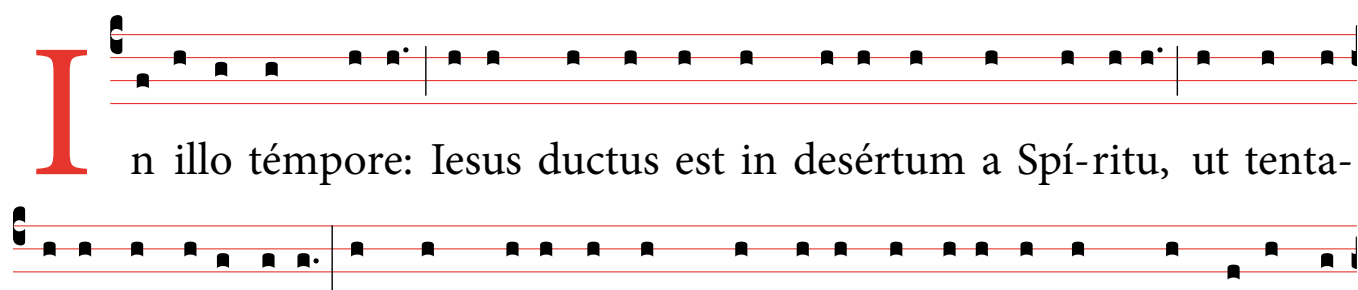 In illo témpore: Iesus ductus est in desértum a Spí-ritu, ut tenta-